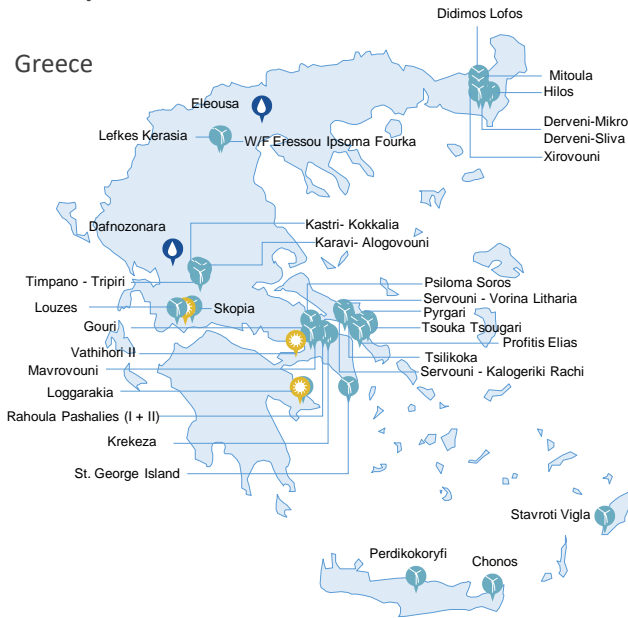 Didimos Lofos
Greece
Mitoula
Eleousa
Hilos
Derveni-Mikro
Lefkes Kerasia
W/F Eressou Ipsoma Fourka
Derveni-Sliva
Xirovouni
Dafnozonara
Kastri- Kokkalia
Karavi- Alogovouni
Timpano - Tripiri
Psiloma Soros
Servouni - Vorina Litharia
Louzes
Skopia
Pyrgari
Gouri
Tsouka Tsougari
Profitis Elias
Vathihori II
Tsilikoka
Mavrovouni
Servouni - Kalogeriki Rachi
Loggarakia
Rahoula Pashalies (I + II)
Krekeza
St. George Island
Stavroti Vigla
Perdikokoryfi
Chonos